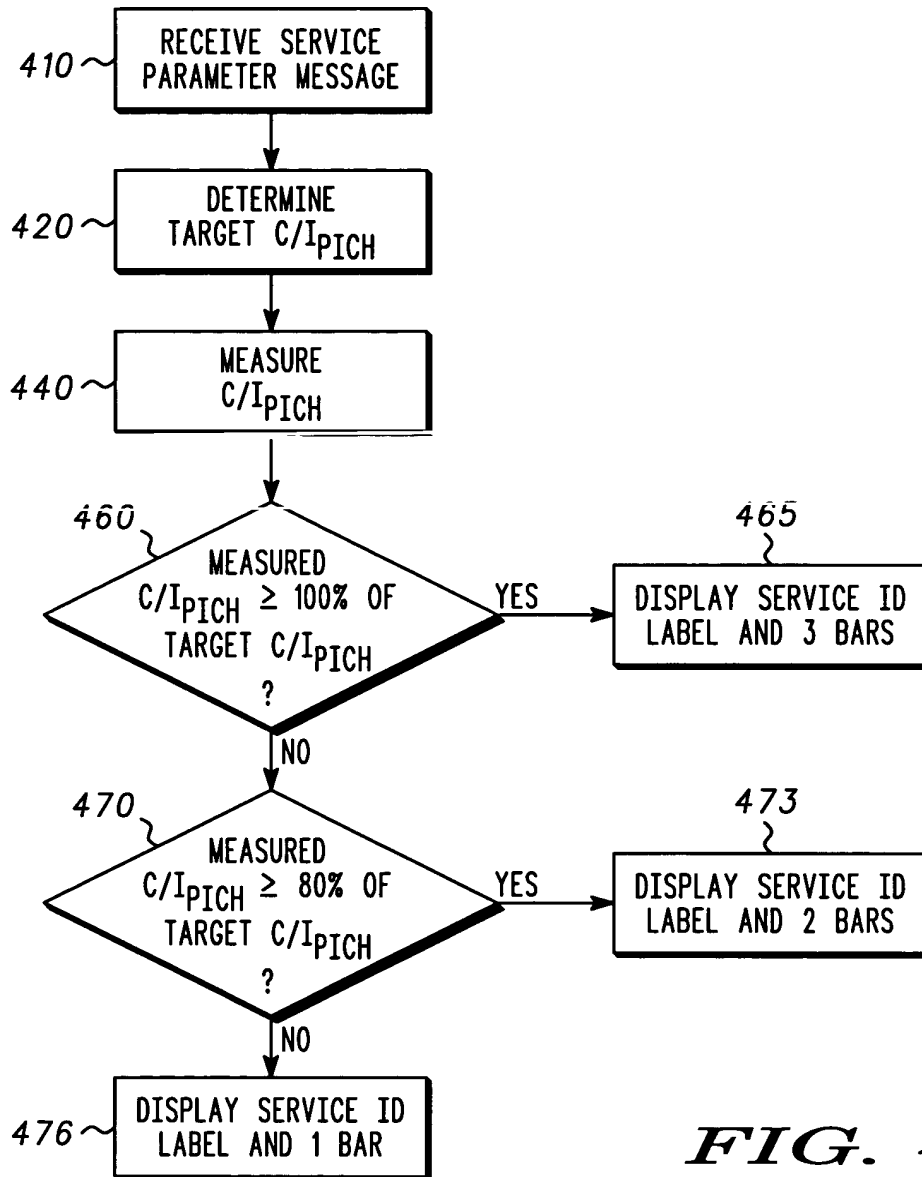 410
RECEIVE SERVICE
PARAMETER MESSAGE
420
DETERMINE
TARGET C/IPICH
440
MEASURE
C/IPICH
460
MEASURED
C/IPICH ≥ 100% OF
TARGET C/IPICH
?
YES
465
DISPLAY SERVICE ID
LABEL AND 3 BARS
NO
470
MEASURED
C/IPICH ≥ 80% OF
TARGET C/IPICH
?
YES
473
DISPLAY SERVICE ID
LABEL AND 2 BARS
NO
476
DISPLAY SERVICE ID
LABEL AND 1 BAR
FIG.